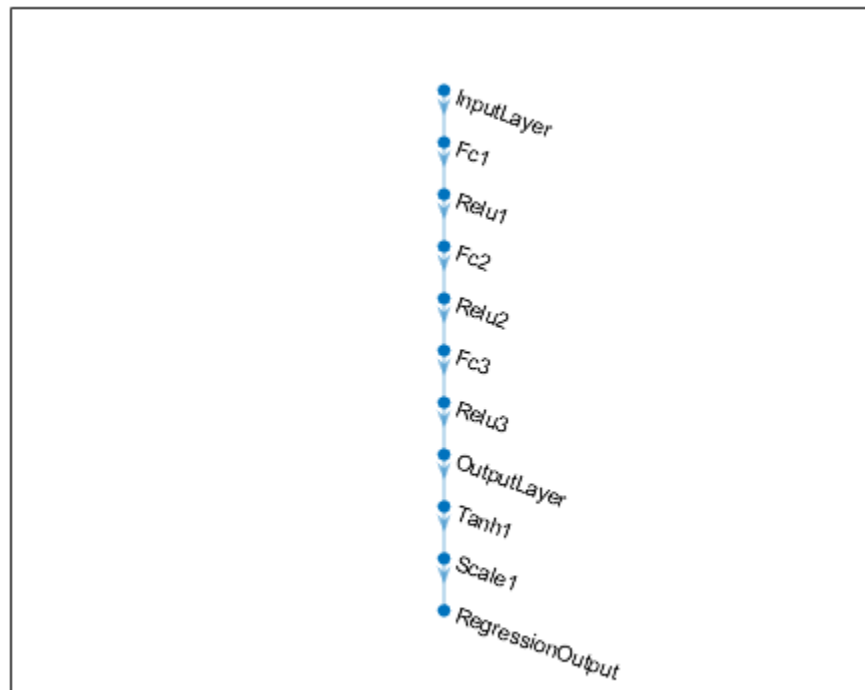 InputLayer
Fc1
Relu1
Fc2
Relu2
Fc3
Relu3
OutputLayer
Tanh1
Scale1
RegressionOutput